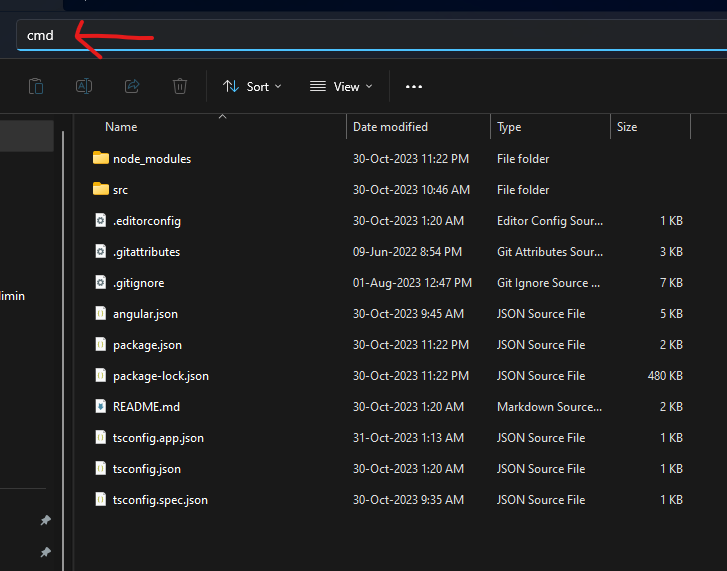 cmd
Sort View ...
Name Date modified Type Size
node_modules 30-Oct-2023 11:22 PM File folder
src 30-Oct-2023 10:46 AM File folder
.editorconfig 30-Oct-2023 1:20 AM Editor Config Sour... 1 KB
.gitattributes 09-Jun-2022 8:54 PM Git Attributes Sour... 3 KB
.gitignore 01-Aug-2023 12:47 PM Git Ignore Source ... 7 KB
limin
angular.json 30-Oct-2023 9:45 AM JSON Source File 5 KB
package.json 30-Oct-2023 11:22 PM JSON Source File 2 KB
package-lock.json 30-Oct-2023 11:22 PM JSON Source File 480 KB
README.md 30-Oct-2023 1:20 AM Markdown Source... 2 KB
tsconfig.app.json 31-Oct-2023 1:13 AM JSON Source File 1 KB
tsconfig.json 30-Oct-2023 1:20 AM JSON Source File 1 KB
tsconfig.spec.json 30-Oct-2023 9:35 AM JSON Source File 1 KB